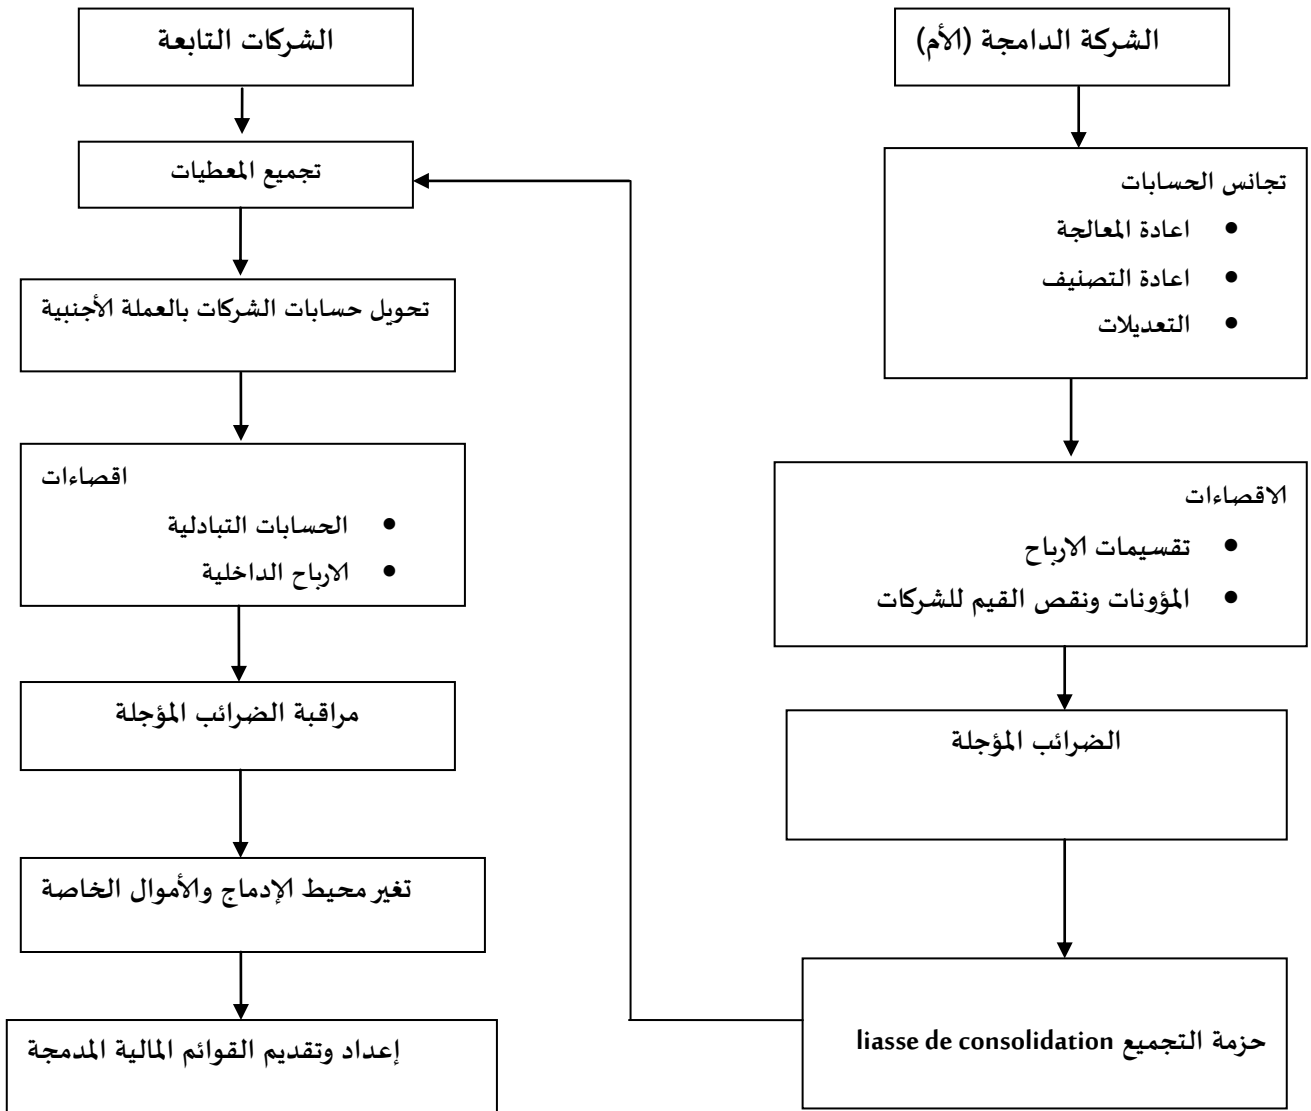 الشركة الدامجة (الأم)
تجانس الحسابات
• اعادة المعالجة
• اعادة التصنيف
• التعديلات
الاقصاءات
• تقسيمات الارباح
• المؤونات ونقص القيم للشركات
الضرائب المؤجلة
حزمة التجميع liasse de consolidation
الشركات التابعة
تجميع المعطيات
تحويل حسابات الشركات بالعملة الأجنبية
اقصاءات
• الحسابات التبادلية
• الارباح الداخلية
مراقبة الضرائب المؤجلة
تغير محيط الإدماج والأموال الخاصة
إعداد وتقديم القوائم المالية المدمجة